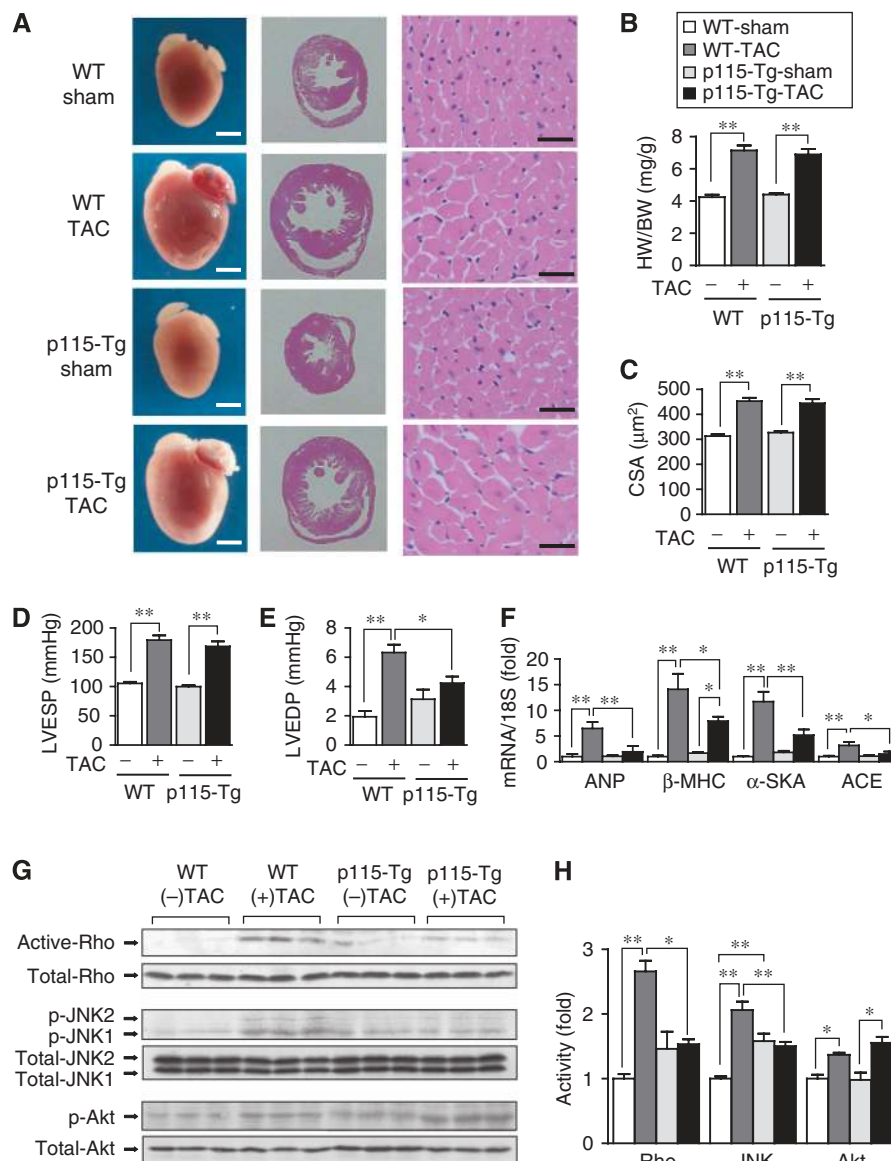 A
WT
sham
WT
TAC
p115-Tg
sham
p115-Tg
TAC
B
WT-sham
WT-TAC
p115-Tg-sham
p115-Tg-TAC
HW/BW (mg/g)
8
6
4
2
0
** **
TAC − + − +
WT p115-Tg
C
CSA (μm²)
500
400
300
200
100
0
** **
TAC − + − +
WT p115-Tg
D
LVESP (mmHg)
200
150
100
50
0
** **
TAC − + − +
WT p115-Tg
E
LVEDP (mmHg)
8
6
4
2
0
** *
TAC − + − +
WT p115-Tg
F
mRNA/18S (fold)
20
15
10
5
0
** ** ** * * ** ** ** *
ANP β-MHC α-SKA ACE
G
WT WT p115-Tg p115-Tg
(−)TAC (+)TAC (−)TAC (+)TAC
Active-Rho
Total-Rho
p-JNK2
p-JNK1
Total-JNK2
Total-JNK1
p-Akt
Total-Akt
H
Activity (fold)
3
2
1
0
** * ** ** ** * *
Rho JNK Akt